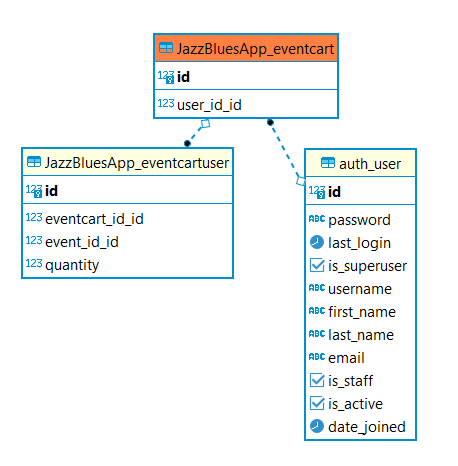 JazzBluesApp_eventcart
123 id
123 user_id_id
JazzBluesApp_eventcartuser
123 id
123 eventcart_id_id
123 event_id_id
123 quantity
auth_user
123 id
ABC password
last_login
is_superuser
ABC username
ABC first_name
ABC last_name
ABC email
is_staff
is_active
date_joined